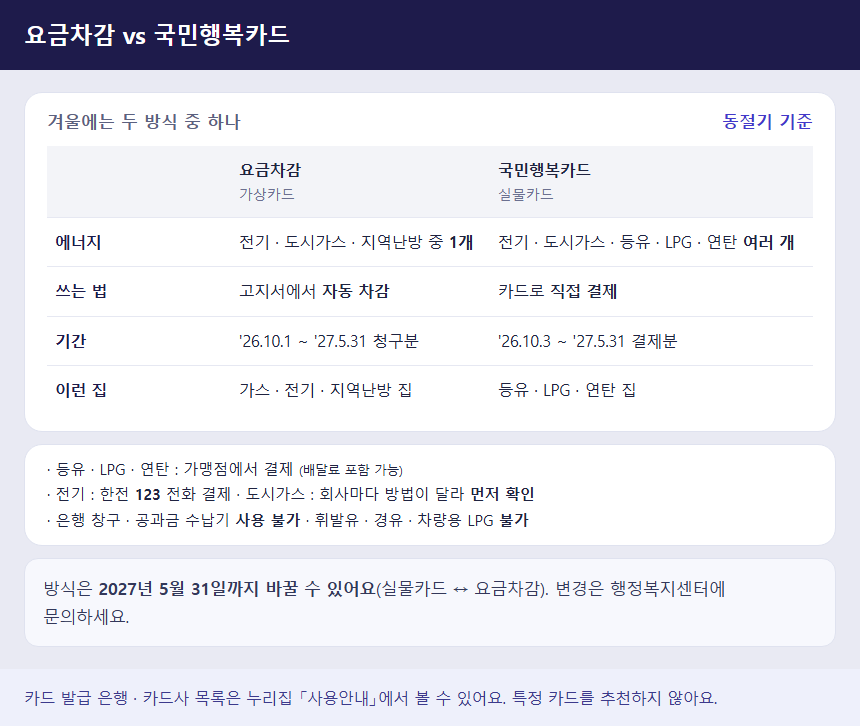 요금차감 vs 국민행복카드
겨울에는 두 방식 중 하나
동절기 기준
요금차감 국민행복카드
가상카드 실물카드
에너지 전기 · 도시가스 · 지역난방 중 1개 전기 · 도시가스 · 등유 · LPG · 연탄 여러 개
쓰는 법 고지서에서 자동 차감 카드로 직접 결제
기간 '26.10.1 ~ '27.5.31 청구분 '26.10.3 ~ '27.5.31 결제분
이런 집 가스 · 전기 · 지역난방 집 등유 · LPG · 연탄 집
· 등유 · LPG · 연탄 : 가맹점에서 결제 (배달료 포함 가능)
· 전기 : 한전 123 전화 결제 · 도시가스 : 회사마다 방법이 달라 먼저 확인
· 은행 창구 · 공과금 수납기 사용 불가 · 휘발유 · 경유 · 차량용 LPG 불가
방식은 2027년 5월 31일까지 바꿀 수 있어요(실물카드 ↔ 요금차감). 변경은 행정복지센터에
문의하세요.
카드 발급 은행 · 카드사 목록은 누리집 「사용안내」에서 볼 수 있어요. 특정 카드를 추천하지 않아요.